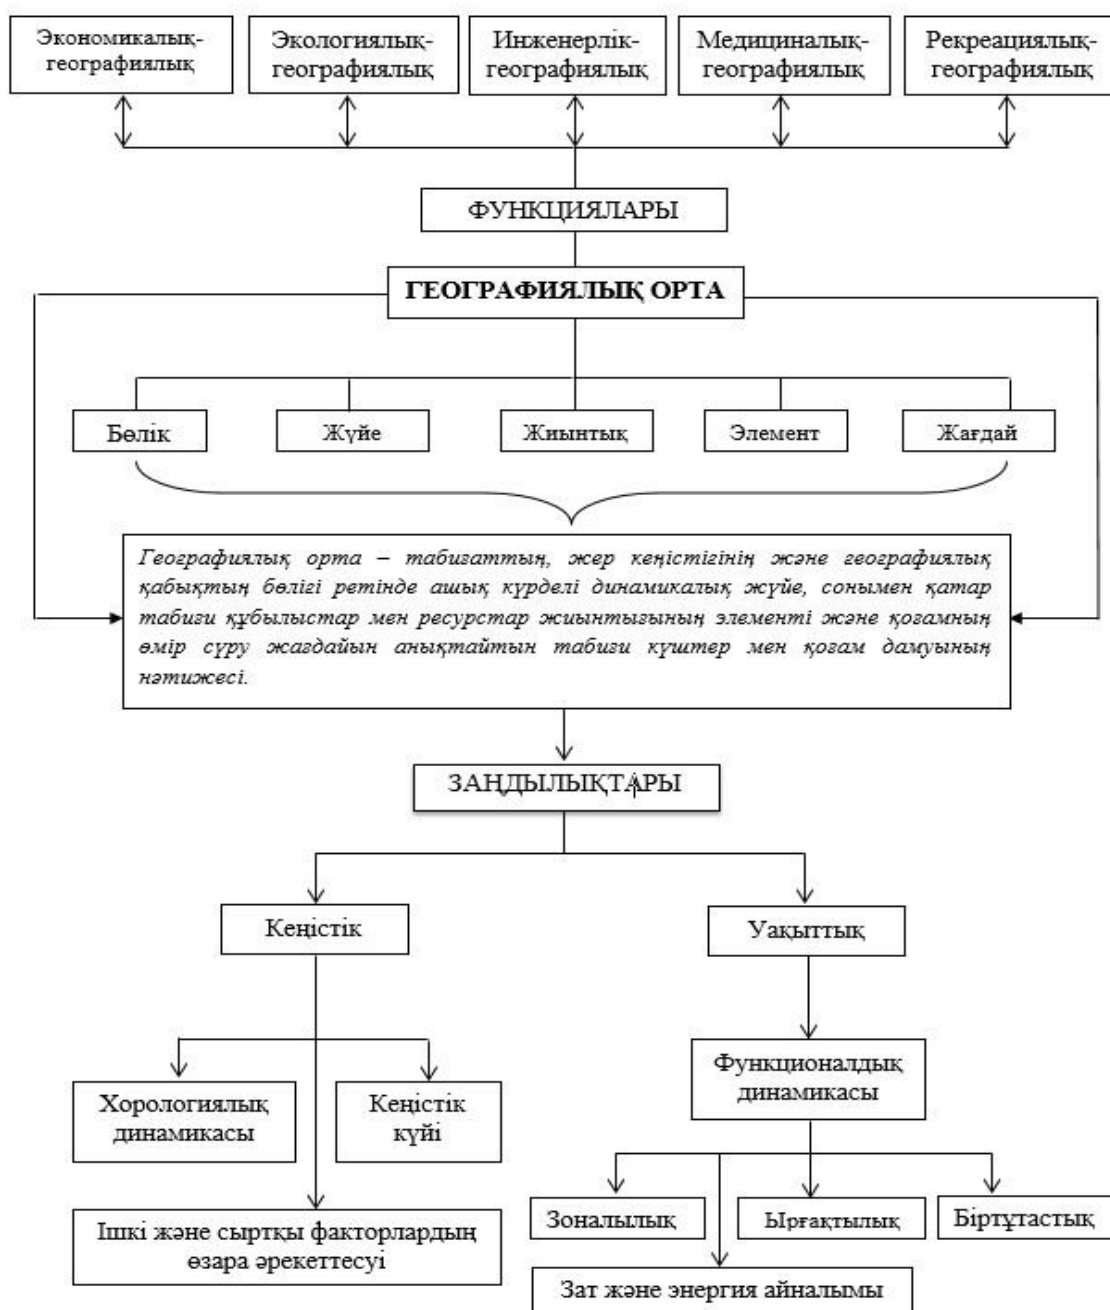 Экономикалық-
географиялық
Экологиялық-
географиялық
Инженерлік-
географиялық
Медициналық-
географиялық
Рекреациялық-
географиялық
ФУНКЦИЯЛАРЫ
ГЕОГРАФИЯЛЫҚ ОРТА
Бөлік
Жүйе
Жиынтық
Элемент
Жағдай
Географиялық орта – табиғаттың, жер кеңістігінің және географиялық
қабықтың бөлігі ретінде ашық күрделі динамикалық жүйе, сонымен қатар
табиғи құбылыстар мен ресурстар жиынтығының элементі және қоғамның
өмір сүру жағдайын анықтайтын табиғи күштер мен қоғам дамуының
нәтижесі.
ЗАҢДЫЛЫҚТАРЫ
Кеңістік
Уақыттық
Хорологиялық
динамикасы
Кеңістік
күйі
Функционалдық
динамикасы
Ішкі және сыртқы факторлардың
өзара әрекеттесуі
Зоналылық
Ырғақтылық
Біртұтастық
Зат және энергия айналымы